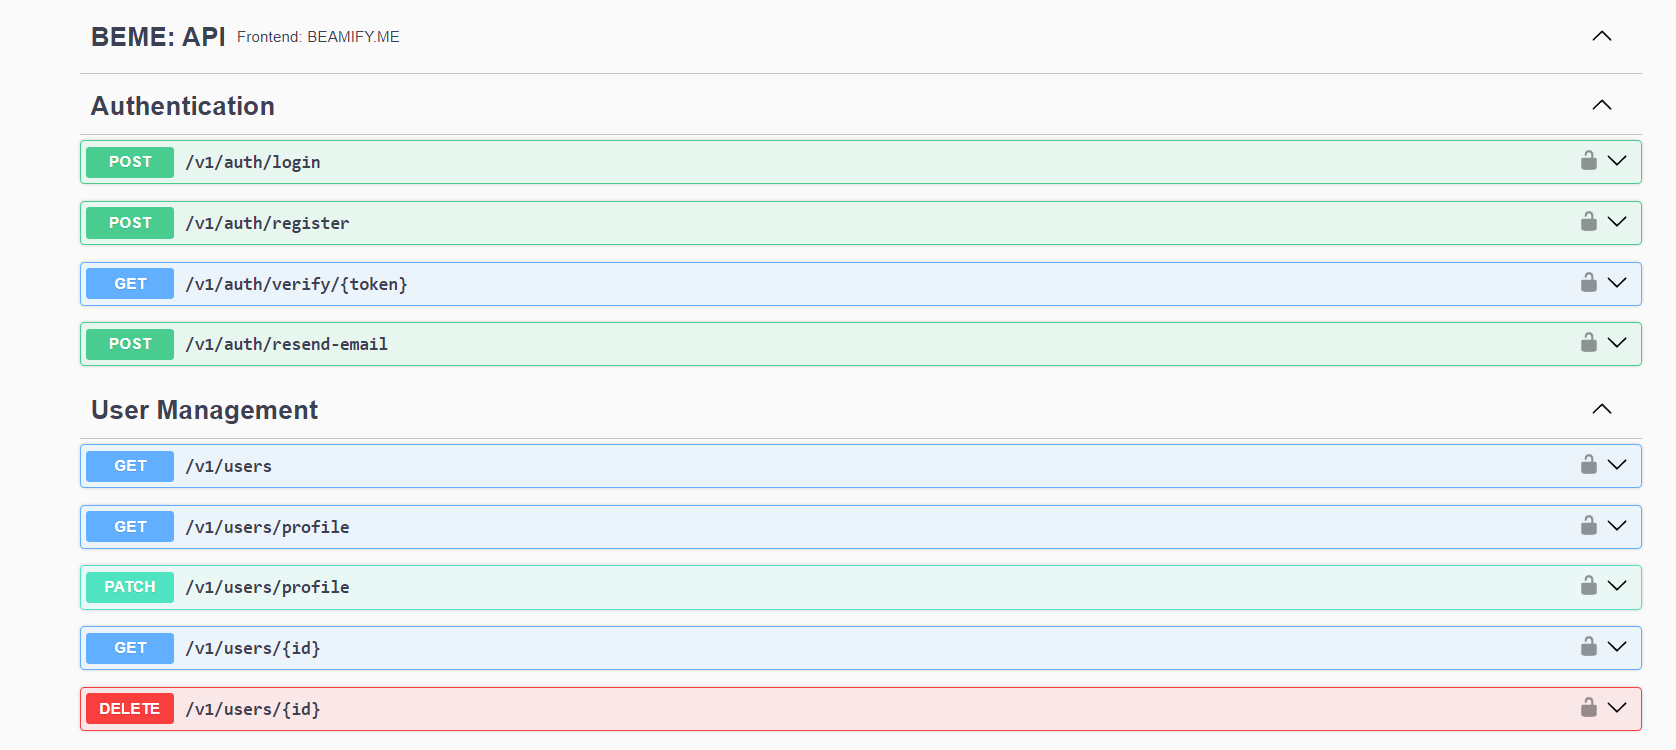 BEME: API Frontend: BEAMIFY.ME
Authentication
POST /v1/auth/login
POST /v1/auth/register
GET /v1/auth/verify/{token}
POST /v1/auth/resend-email
User Management
GET /v1/users
GET /v1/users/profile
PATCH /v1/users/profile
GET /v1/users/{id}
DELETE /v1/users/{id}